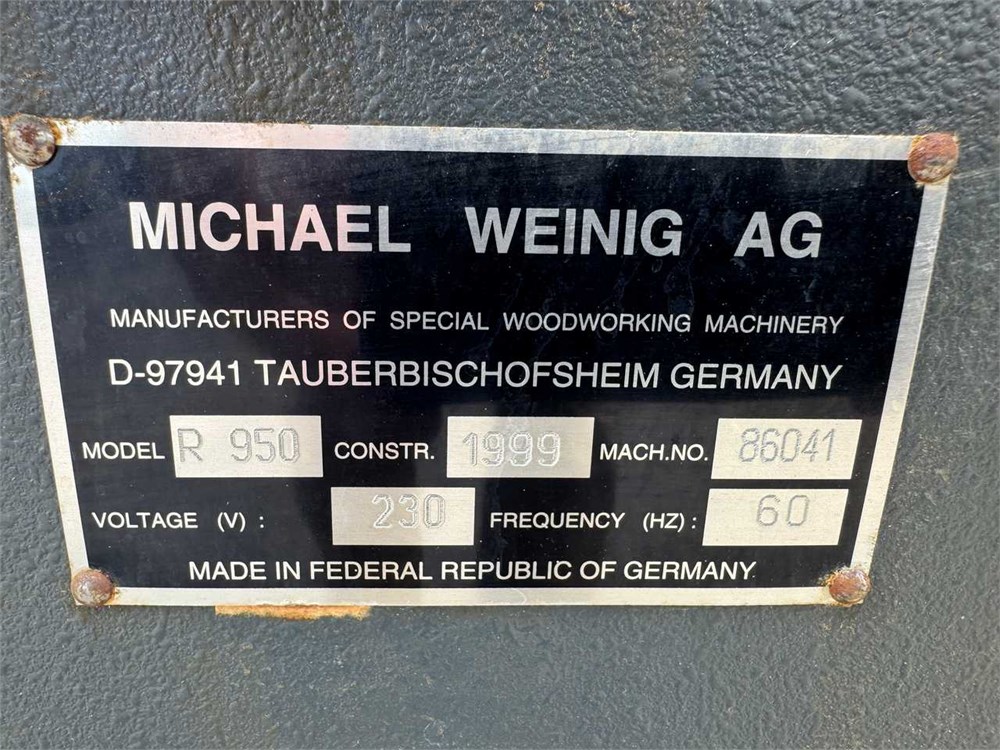 MICHAEL WEINIG AG
MANUFACTURERS OF SPECIAL WOODWORKING MACHINERY
D-97941 TAUBERBISCHOFSHEIM GERMANY
MODEL R 950 CONSTR. 1999 MACH.NO. 86041
VOLTAGE (V) : 230 FREQUENCY (HZ) : 60
MADE IN FEDERAL REPUBLIC OF GERMANY